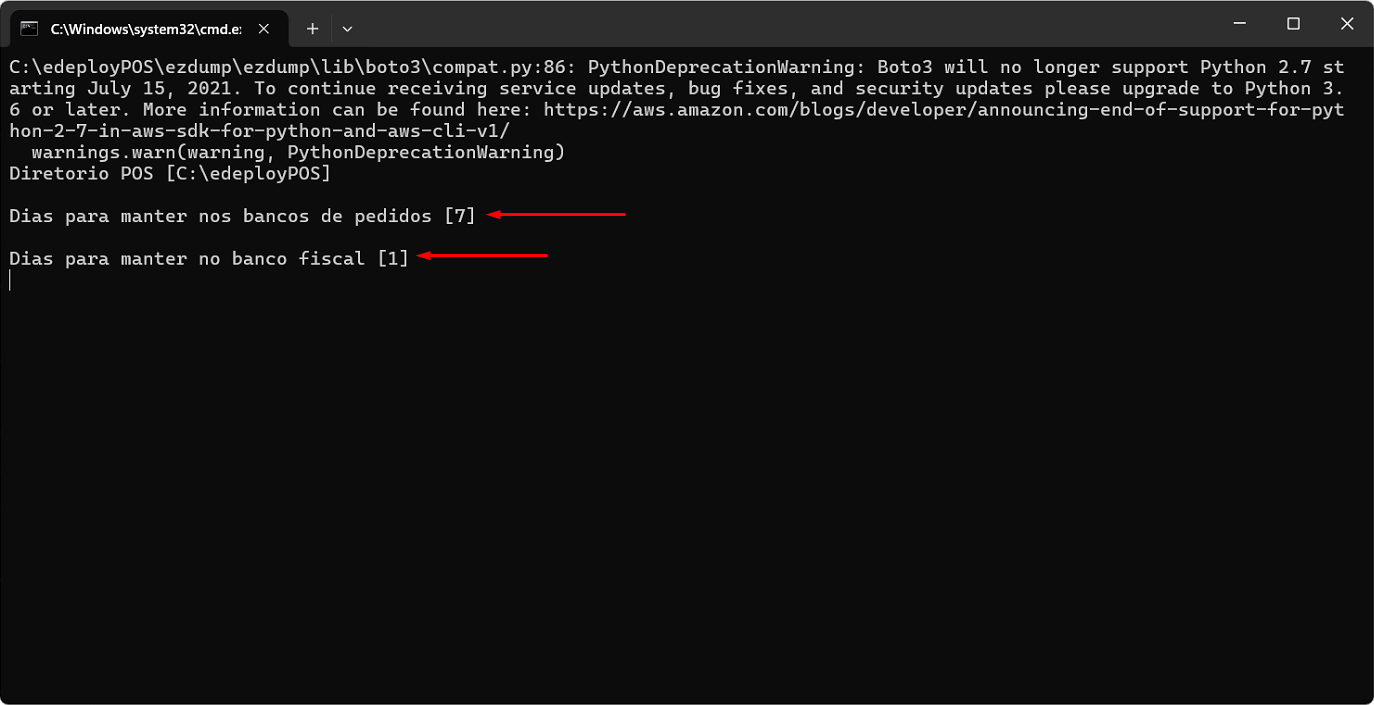 C:\Windows\system32\cmd.e:
C:\edeployPOS\ezdump\ezdump\lib\boto3\compat.py:86: PythonDeprecationWarning: Boto3 will no longer support Python 2.7 st
arting July 15, 2021. To continue receiving service updates, bug fixes, and security updates please upgrade to Python 3.
6 or later. More information can be found here: https://aws.amazon.com/blogs/developer/announcing-end-of-support-for-pyt
hon-2-7-in-aws-sdk-for-python-and-aws-cli-v1/
  warnings.warn(warning, PythonDeprecationWarning)
Diretorio POS [C:\edeployPOS]
Dias para manter nos bancos de pedidos [7]
Dias para manter no banco fiscal [1]